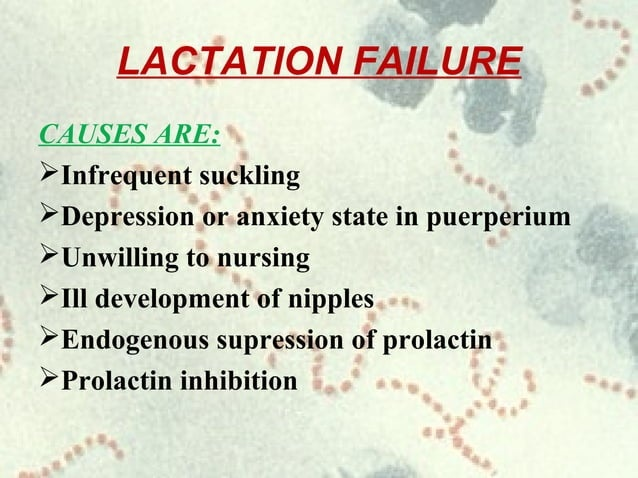 LACTATION FAILURE
CAUSES ARE:
➢Infrequent suckling
➢Depression or anxiety state in puerperium
➢Unwilling to nursing
➢Ill development of nipples
➢Endogenous supression of prolactin
➢Prolactin inhibition